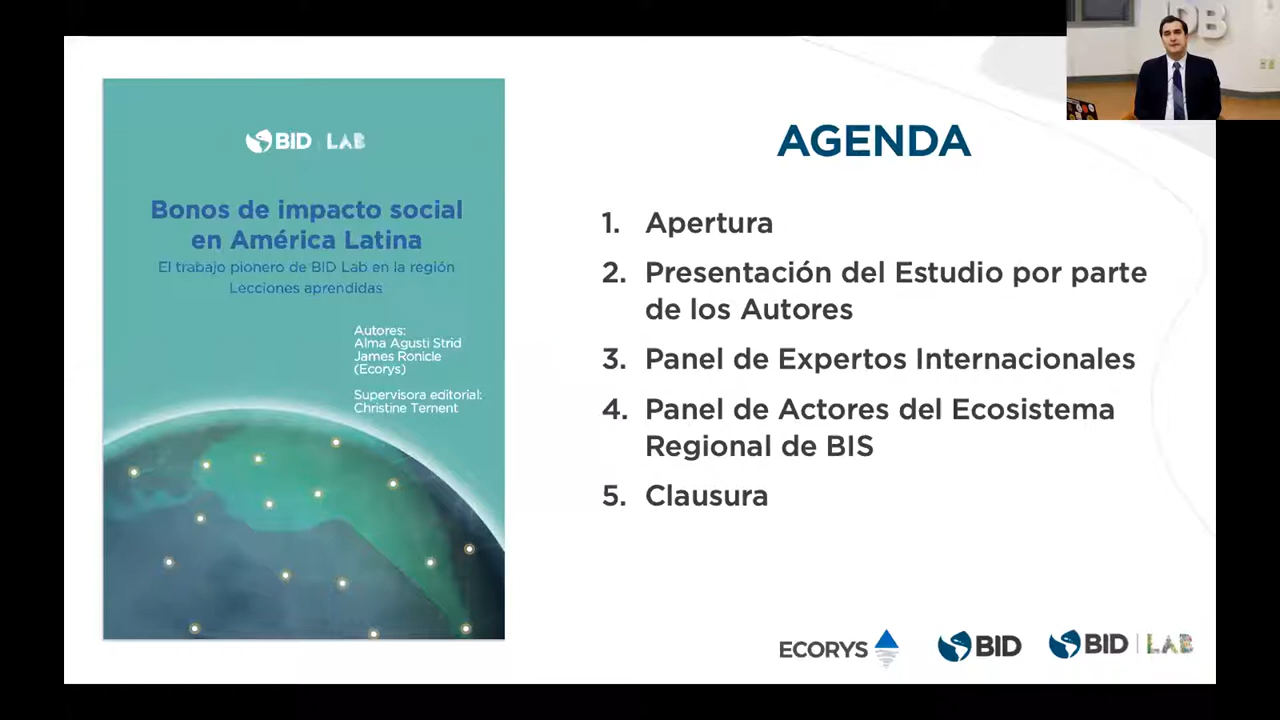 IDB
BID LAB
Bonos de impacto social
en América Latina
El trabajo pionero de BID Lab en la región
Lecciones aprendidas
Autores:
Alma Agusti Strid
James Ronicle
(Ecorys)
Supervisora editorial:
Christine Ternent
AGENDA
1. Apertura
2. Presentación del Estudio por parte
de los Autores
3. Panel de Expertos Internacionales
4. Panel de Actores del Ecosistema
Regional de BIS
5. Clausura
ECORYS
BID
BID LAB